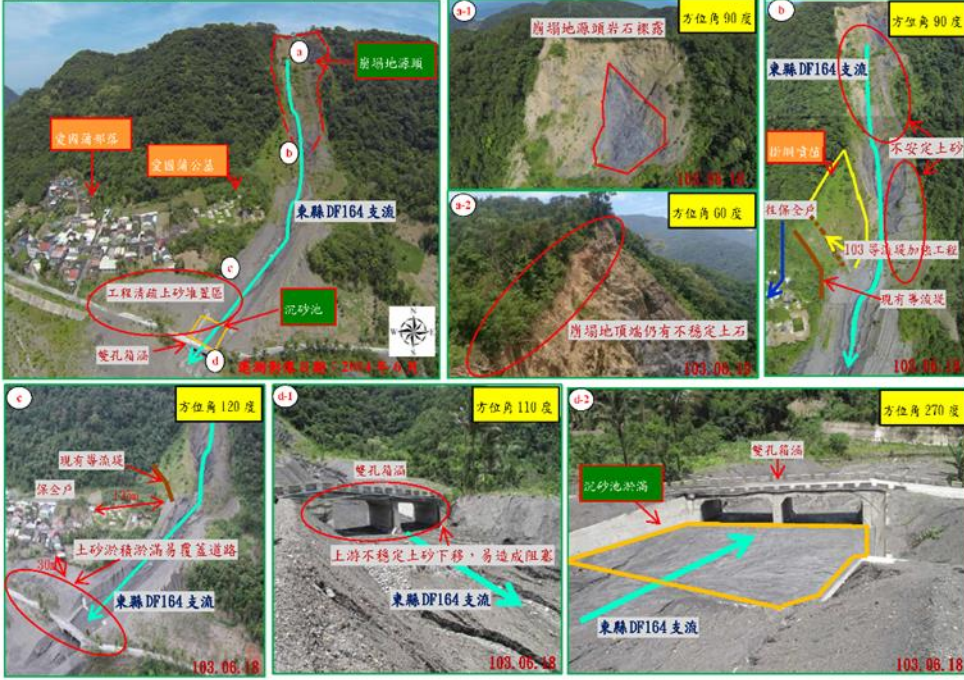 a
崩塌地源頭
愛國蒲部落
愛國蒲公墓
b
東縣DF164支流
c
工程清疏土砂堆置區
沉砂池
雙孔箱涵
d
N
W
E
S
a-1
方位角90度
崩塌地源頭岩石裸露
103.06.18
a-2
方位角60度
崩塌地頂端仍有不穩定土石
103.06.18
b
方位角90度
東縣DF164支流
不安定土砂
掛網噴植
往保全戶
103導流堤加強工程
現有導流堤
103.06.18
c
方位角120度
現有導流堤
保全戶
土砂淤積淤滿易覆蓋道路
30m
東縣DF164支流
103.06.18
d-1
方位角110度
雙孔箱涵
上游不穩定土砂下移，易造成阻塞
東縣DF164支流
103.06.18
d-2
方位角270度
雙孔箱涵
沉砂池淤滿
東縣DF164支流
103.06.18